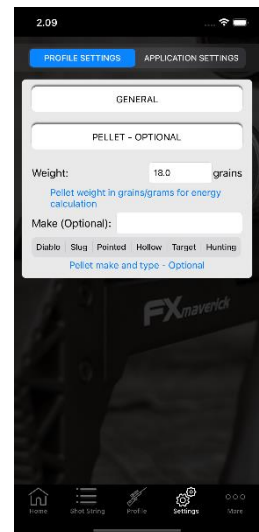 2.09
PROFILE SETTINGS APPLICATION SETTINGS
GENERAL
PELLET - OPTIONAL
Weight: 18.0 grains
Pellet weight in grains/grams for energy
calculation
Make (Optional):
Diablo Slug Pointed Hollow Target Hunting
Pellet make and type - Optional
FXmaverick
Home Shot String Profile Settings More